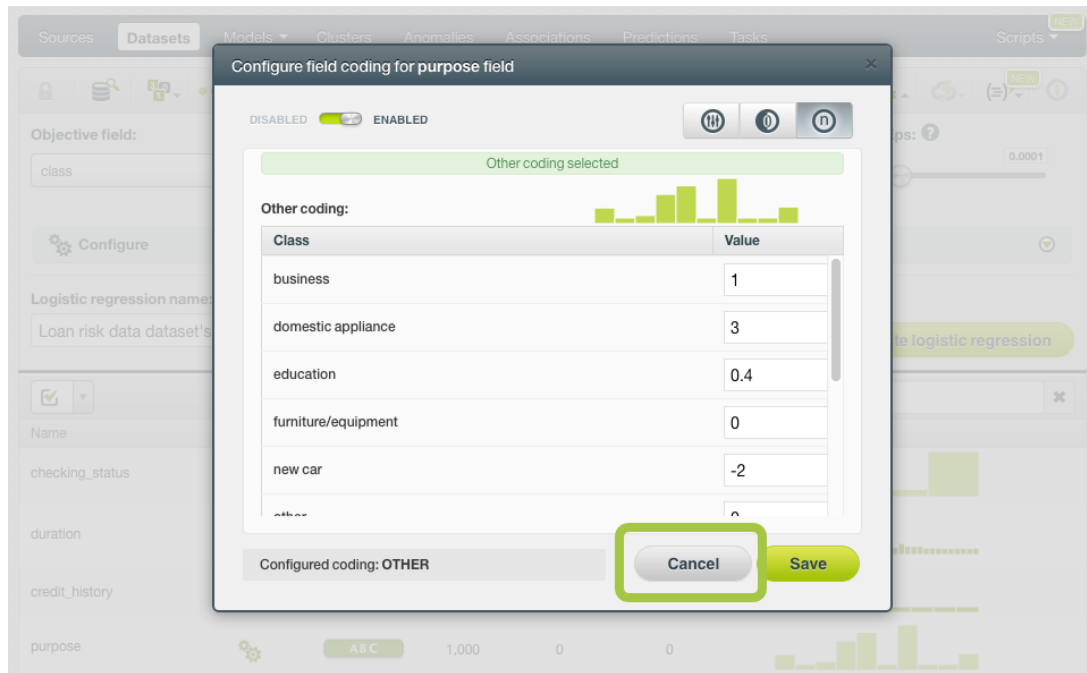 Sources Datasets Models Clusters Anomalies Associations Predictions Tasks NEW Scripts
Configure field coding for purpose field ×
NEW
DISABLED ENABLED n
Objective field:
class
0.0001
Other coding selected
Other coding:
Class Value
Configure
business 1
Logistic regression name:
Loan risk data dataset's
domestic appliance 3
logistic regression
education 0.4
furniture/equipment 0
Name
new car -2
checking_status
duration
Configured coding: OTHER Cancel Save
credit_history
purpose ABC 1,000 0 0